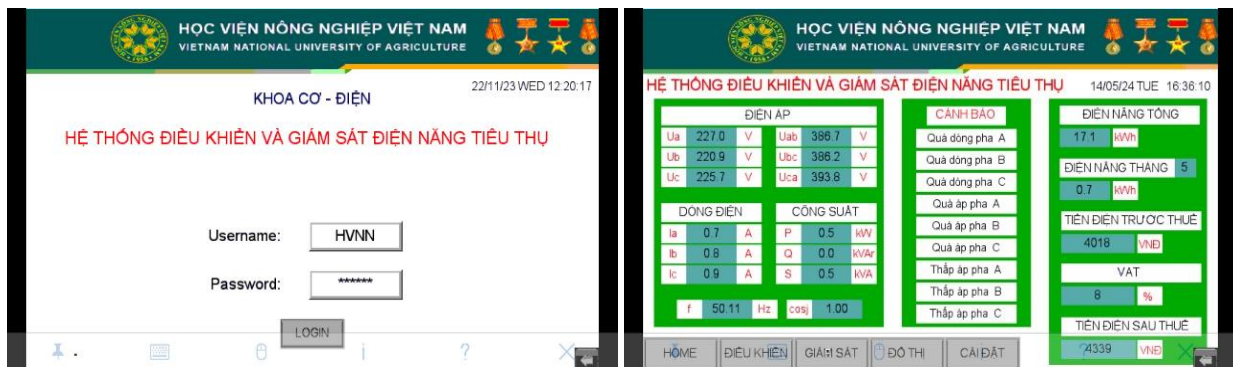 HỌC VIỆN NÔNG NGHIỆP VIỆT NAM
VIETNAM NATIONAL UNIVERSITY OF AGRICULTURE
22/11/23 WED 12:20:17
KHOA CƠ - ĐIỆN
HỆ THỐNG ĐIỀU KHIỂN VÀ GIÁM SÁT ĐIỆN NĂNG TIÊU THỤ
Username: HVNN
Password: ******
LOGIN
HỌC VIỆN NÔNG NGHIỆP VIỆT NAM
VIETNAM NATIONAL UNIVERSITY OF AGRICULTURE
HỆ THỐNG ĐIỀU KHIỂN VÀ GIÁM SÁT ĐIỆN NĂNG TIÊU THỤ 14/05/24 TUE 16:36:10
ĐIỆN ÁP
Ua 227.0 V Uab 386.7 V
Ub 220.9 V Ubc 386.2 V
Uc 225.7 V Uca 393.8 V
DÒNG ĐIỆN
Ia 0.7 A
Ib 0.8 A
Ic 0.9 A
CÔNG SUẤT
P 0.5 kW
Q 0.0 kVAr
S 0.5 kVA
f 50.11 Hz cosj 1.00
CẢNH BÁO
Quá dòng pha A
Quá dòng pha B
Quá dòng pha C
Quá áp pha A
Quá áp pha B
Quá áp pha C
Thấp áp pha A
Thấp áp pha B
Thấp áp pha C
ĐIỆN NĂNG TỔNG
17.1 kWh
ĐIỆN NĂNG THÁNG 5
0.7 kWh
TIỀN ĐIỆN TRƯỚC THUẾ
4018 VNĐ
VAT
8 %
TIỀN ĐIỆN SAU THUẾ
4339 VNĐ
HOME ĐIỀU KHIỂN GIÁM SÁT ĐỒ THỊ CÀI ĐẶT